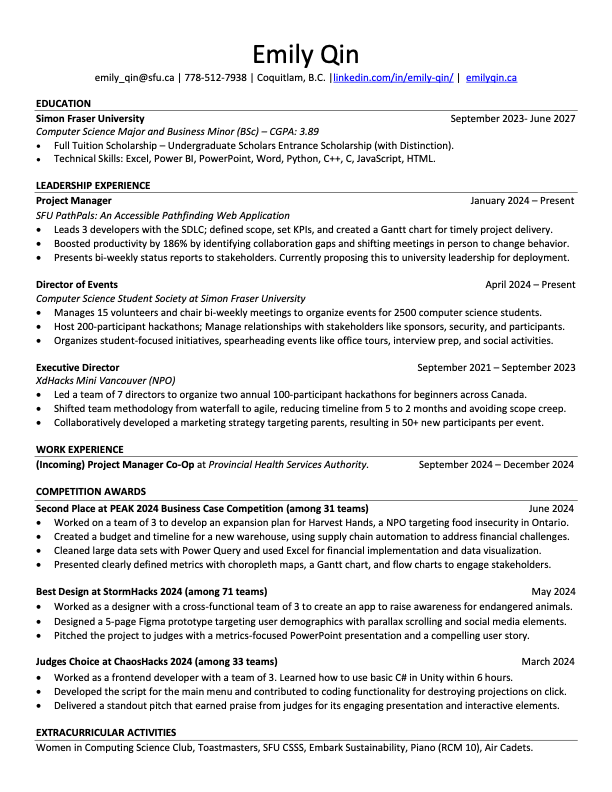 Emily Qin
emily_qin@sfu.ca | 778-512-7938 | Coquitlam, B.C. |linkedin.com/in/emily-qin/ | emilyqin.ca
EDUCATION
Simon Fraser University September 2023- June 2027
Computer Science Major and Business Minor (BSc) – CGPA: 3.89
• Full Tuition Scholarship – Undergraduate Scholars Entrance Scholarship (with Distinction).
• Technical Skills: Excel, Power BI, PowerPoint, Word, Python, C++, C, JavaScript, HTML.
LEADERSHIP EXPERIENCE
Project Manager January 2024 – Present
SFU PathPals: An Accessible Pathfinding Web Application
• Leads 3 developers with the SDLC; defined scope, set KPIs, and created a Gantt chart for timely project delivery.
• Boosted productivity by 186% by identifying collaboration gaps and shifting meetings in person to change behavior.
• Presents bi-weekly status reports to stakeholders. Currently proposing this to university leadership for deployment.
Director of Events April 2024 – Present
Computer Science Student Society at Simon Fraser University
• Manages 15 volunteers and chair bi-weekly meetings to organize events for 2500 computer science students.
• Host 200-participant hackathons; Manage relationships with stakeholders like sponsors, security, and participants.
• Organizes student-focused initiatives, spearheading events like office tours, interview prep, and social activities.
Executive Director September 2021 – September 2023
XdHacks Mini Vancouver (NPO)
• Led a team of 7 directors to organize two annual 100-participant hackathons for beginners across Canada.
• Shifted team methodology from waterfall to agile, reducing timeline from 5 to 2 months and avoiding scope creep.
• Collaboratively developed a marketing strategy targeting parents, resulting in 50+ new participants per event.
WORK EXPERIENCE
(Incoming) Project Manager Co-Op at Provincial Health Services Authority. September 2024 – December 2024
COMPETITION AWARDS
Second Place at PEAK 2024 Business Case Competition (among 31 teams) June 2024
• Worked on a team of 3 to develop an expansion plan for Harvest Hands, a NPO targeting food insecurity in Ontario.
• Created a budget and timeline for a new warehouse, using supply chain automation to address financial challenges.
• Cleaned large data sets with Power Query and used Excel for financial implementation and data visualization.
• Presented clearly defined metrics with choropleth maps, a Gantt chart, and flow charts to engage stakeholders.
Best Design at StormHacks 2024 (among 71 teams) May 2024
• Worked as a designer with a cross-functional team of 3 to create an app to raise awareness for endangered animals.
• Designed a 5-page Figma prototype targeting user demographics with parallax scrolling and social media elements.
• Pitched the project to judges with a metrics-focused PowerPoint presentation and a compelling user story.
Judges Choice at ChaosHacks 2024 (among 33 teams) March 2024
• Worked as a frontend developer with a team of 3. Learned how to use basic C# in Unity within 6 hours.
• Developed the script for the main menu and contributed to coding functionality for destroying projections on click.
• Delivered a standout pitch that earned praise from judges for its engaging presentation and interactive elements.
EXTRACURRICULAR ACTIVITIES
Women in Computing Science Club, Toastmasters, SFU CSSS, Embark Sustainability, Piano (RCM 10), Air Cadets.